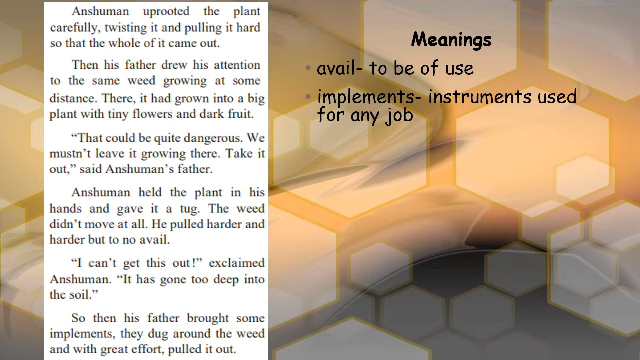 Anshuman uprooted the plant
carefully, twisting it and pulling it hard
so that the whole of it came out.
Then his father drew his attention
to the same weed growing at some
distance. There, it had grown into a big
plant with tiny flowers and dark fruit.
“That could be quite dangerous. We
mustn’t leave it growing there. Take it
out,” said Anshuman’s father.
Anshuman held the plant in his
hands and gave it a tug. The weed
didn’t move at all. He pulled harder and
harder but to no avail.
“I can’t get this out!” exclaimed
Anshuman. “It has gone too deep into
the soil.”
So then his father brought some
implements, they dug around the weed
and with great effort, pulled it out.
Meanings
• avail- to be of use
• implements- instruments used
for any job